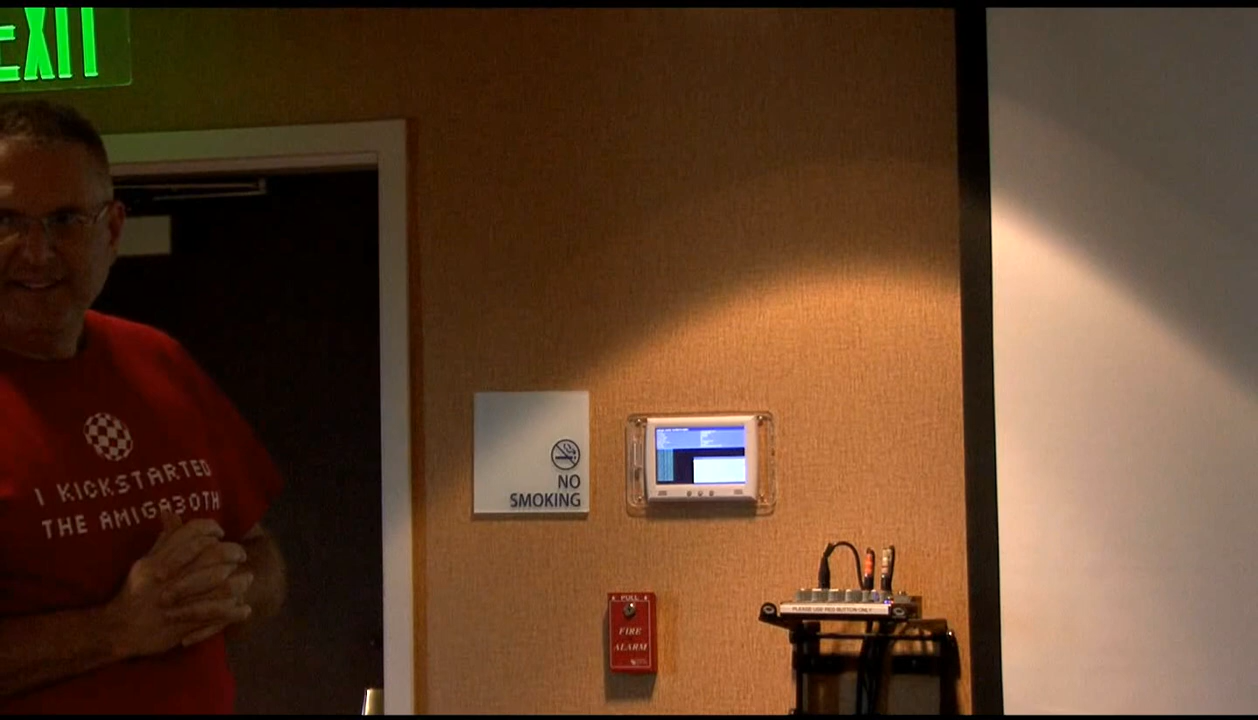 EXIT
I KICKSTARTED
THE AMIGA30TH
NO
SMOKING
PULL
FIRE
ALARM
PLEASE USE RED BUTTON ONLY